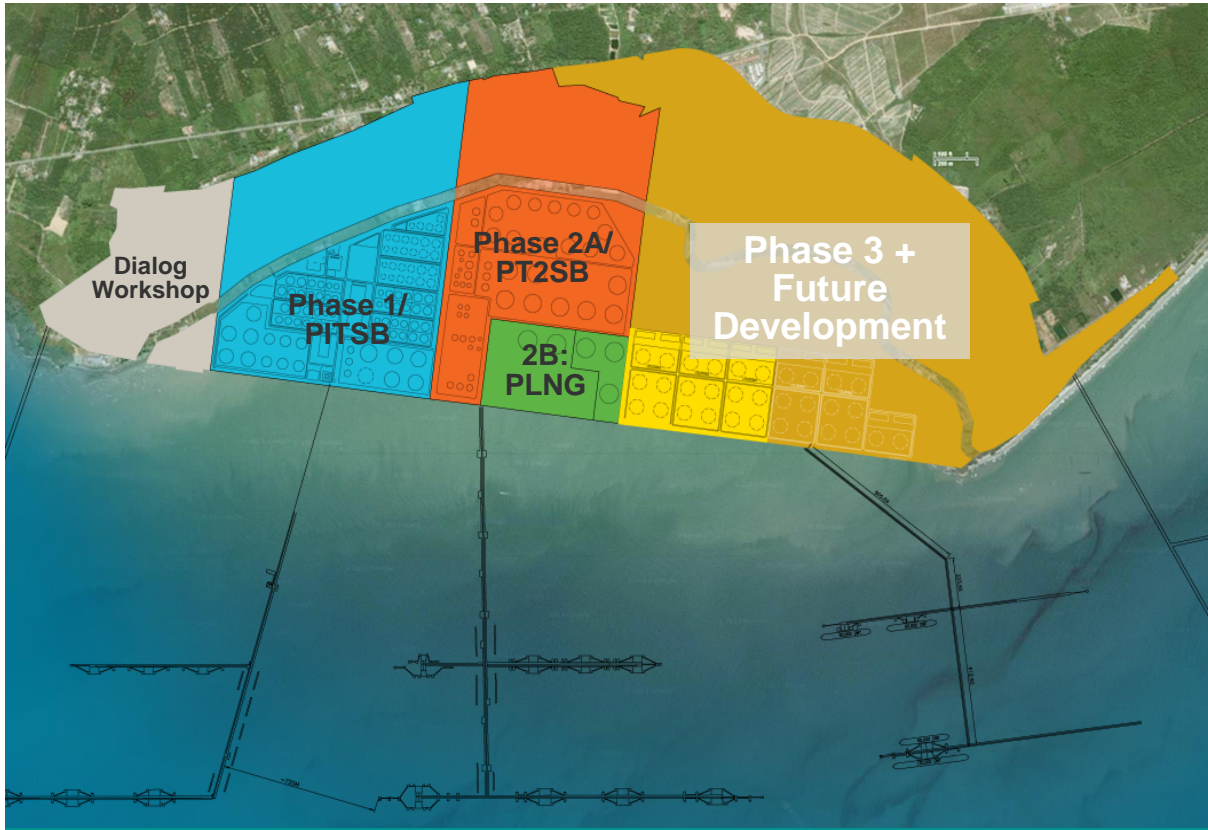 Dialog
Workshop
Phase 1/
PITSB
Phase 2A/
PT2SB
2B:
PLNG
Phase 3 +
Future
Development